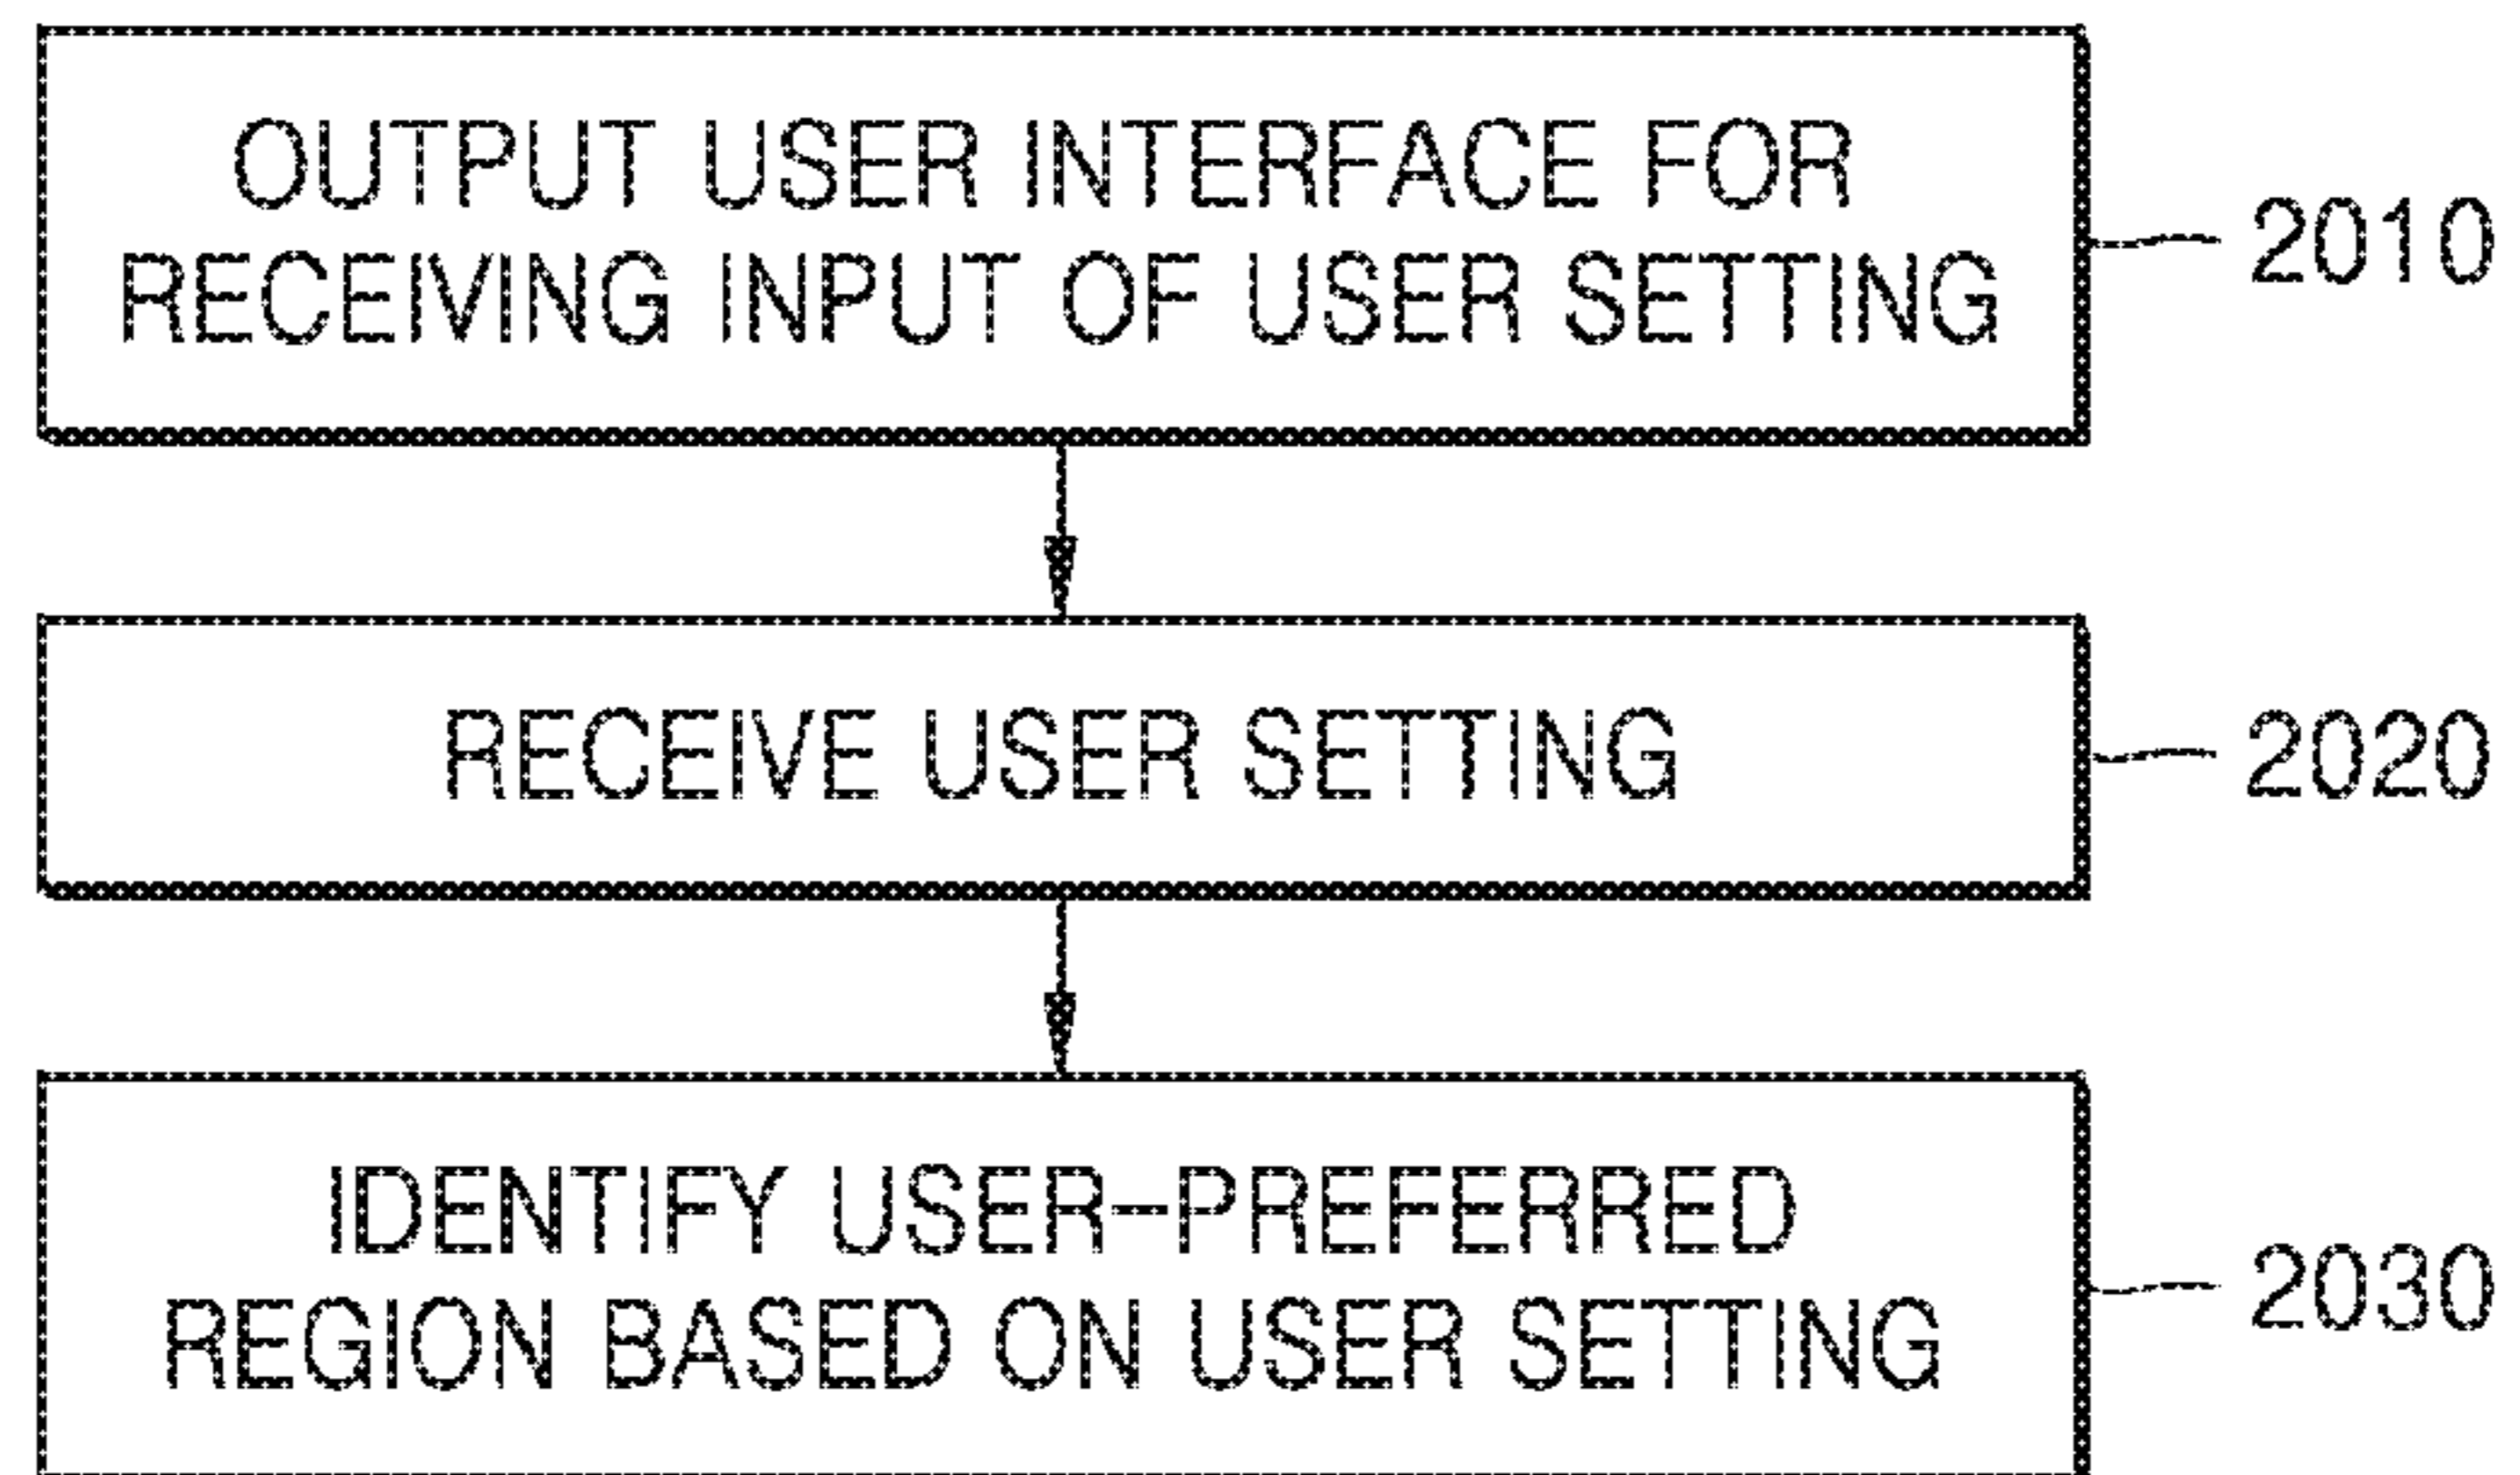 OUTPUT USER INTERFACE FOR
RECEIVING INPUT OF USER SETTING
2010
RECEIVE USER SETTING
2020
IDENTIFY USER-PREFERRED
REGION BASED ON USER SETTING
2030